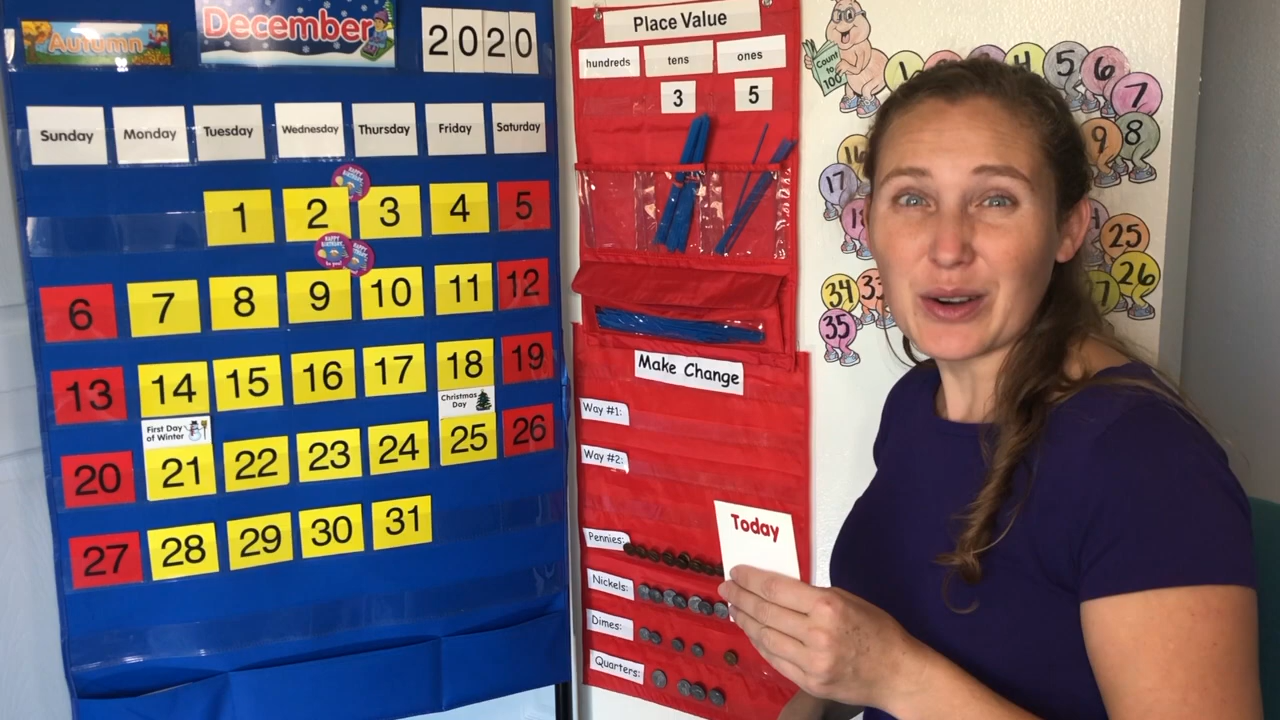 Autumn
December
2020
Sunday Monday Tuesday Wednesday Thursday Friday Saturday
1 2 3 4 5
HAPPY BIRTHDAY
6 7 8 9 10 11 12
13 14 15 16 17 18 19
First Day of Winter
Christmas Day
20 21 22 23 24 25 26
27 28 29 30 31
Place Value
hundreds tens ones
3 5
Make Change
Way #1:
Way #2:
Pennies:
Nickels:
Dimes:
Quarters:
Today
Count to 100
4 5 6 7
9 8
16
17
25
26
34
35